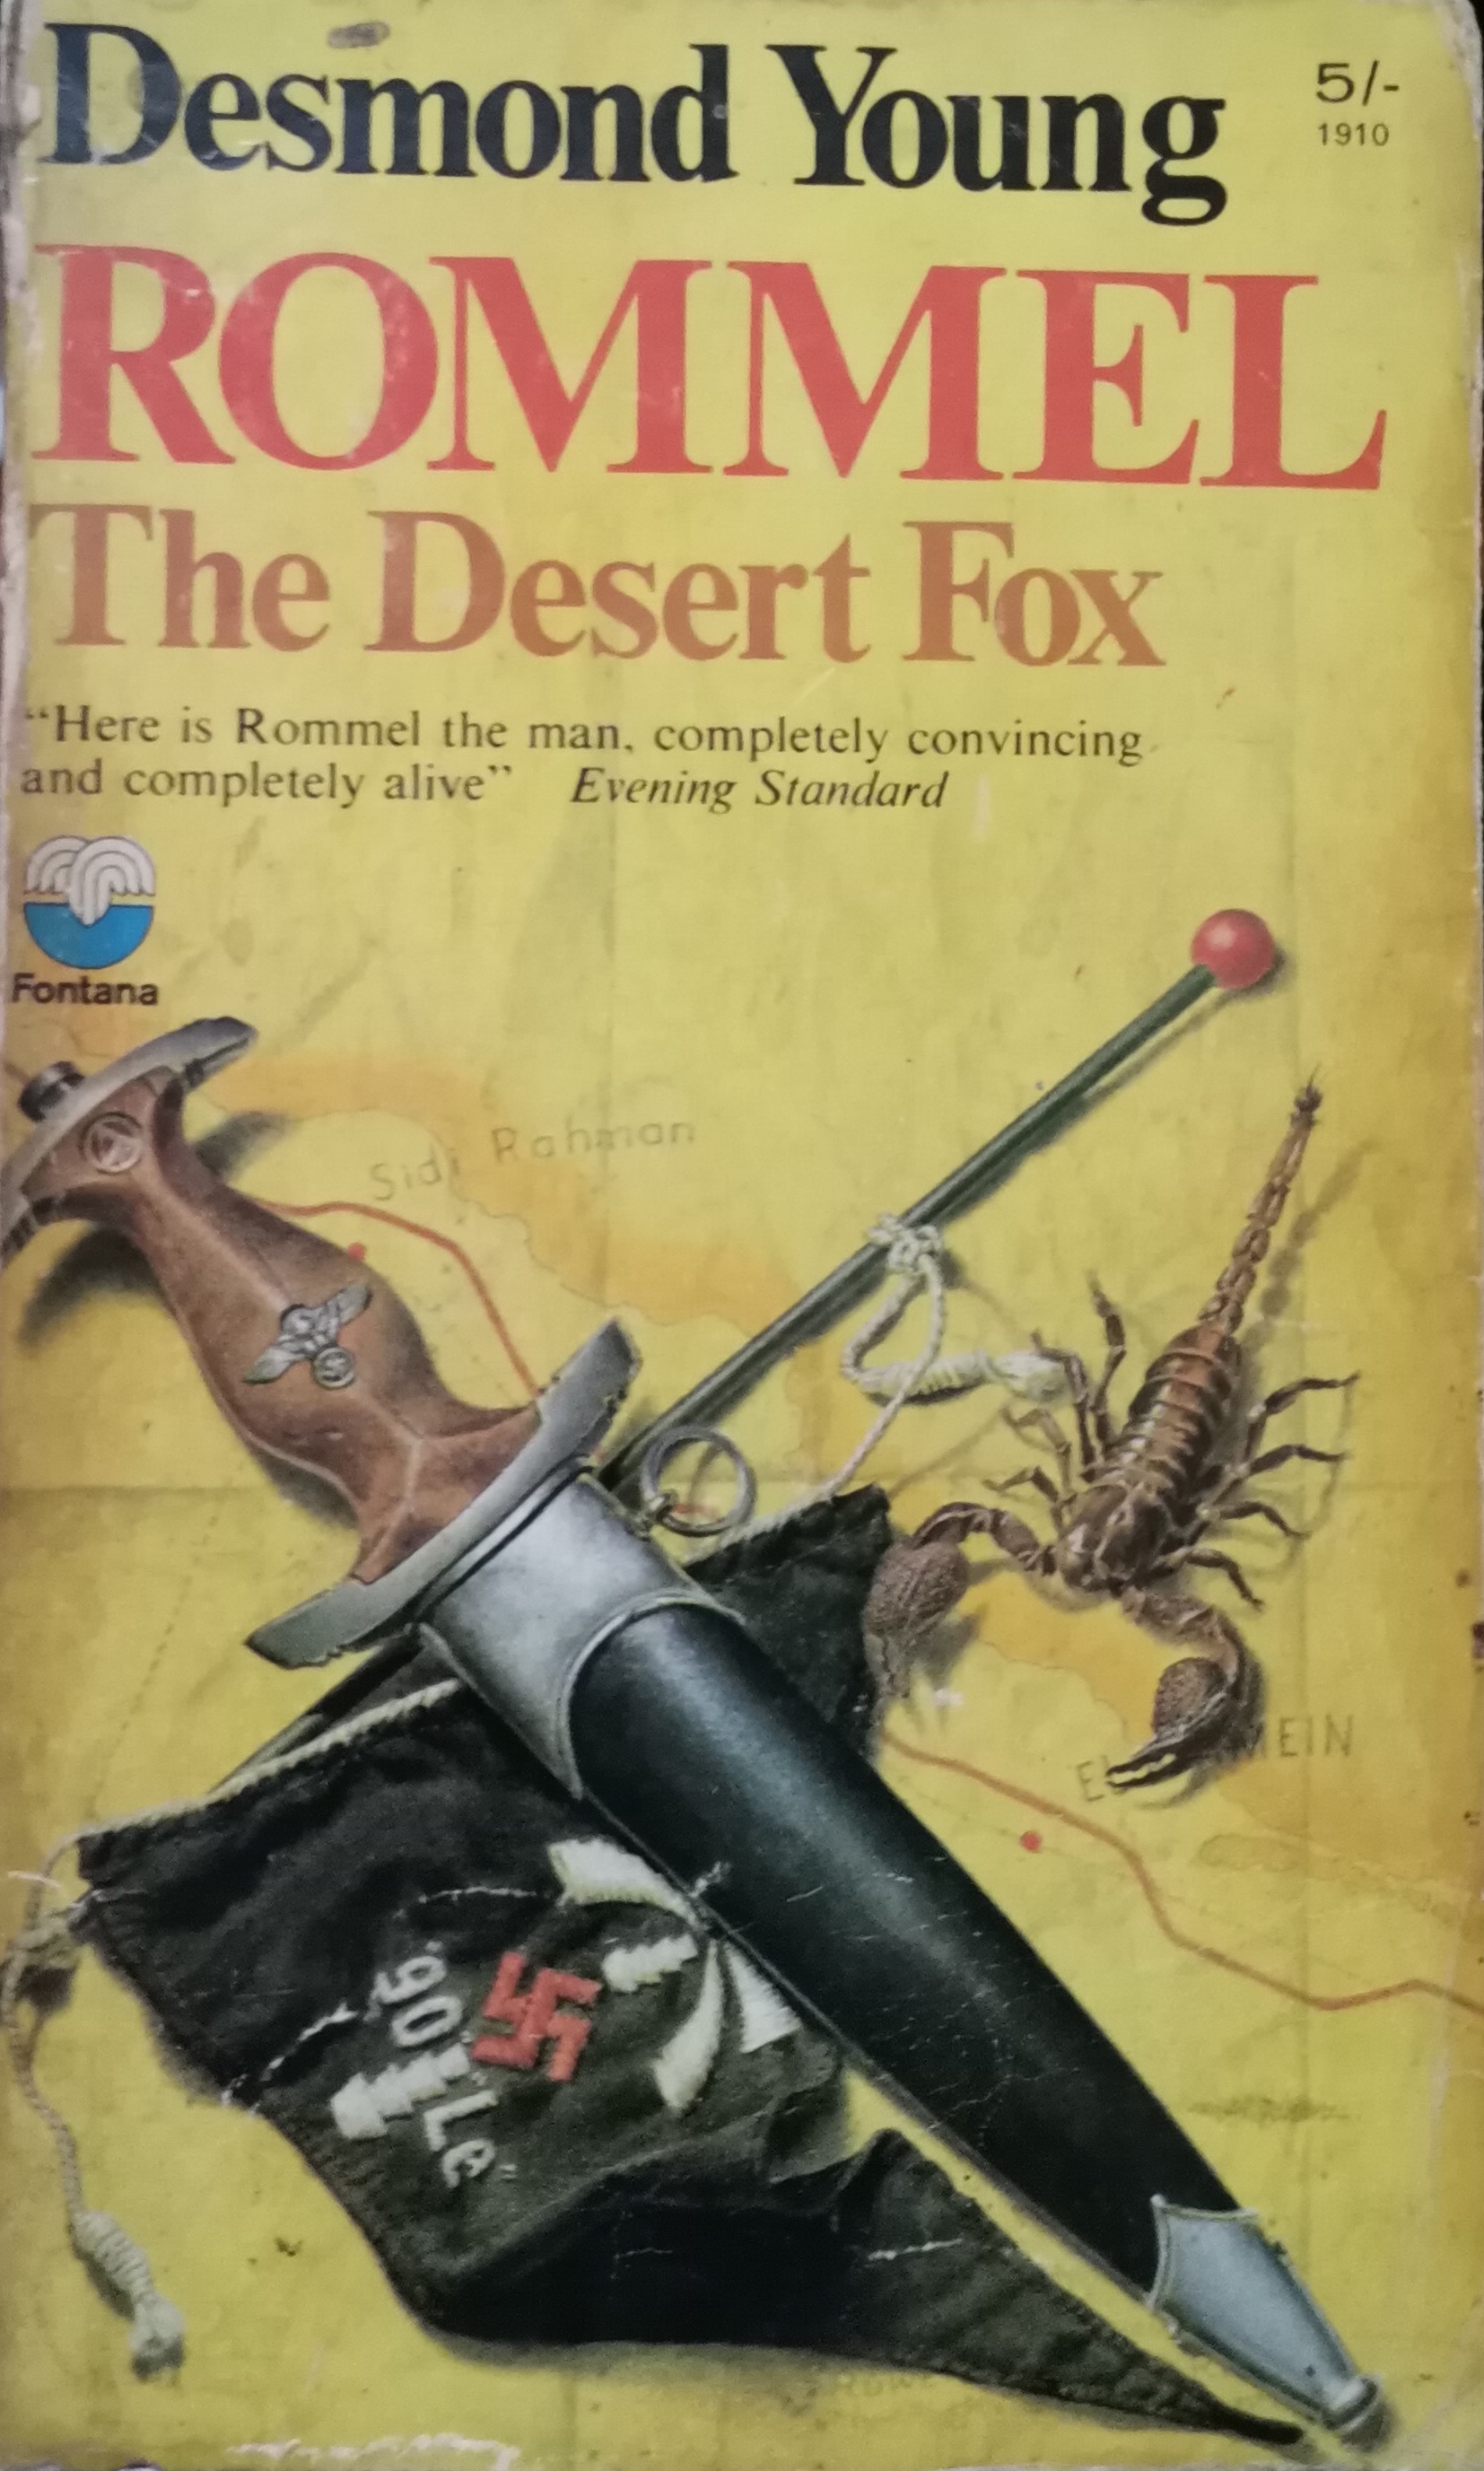 Desmond Young
5/-
1910
ROMMEL
The Desert Fox
“Here is Rommel the man, completely convincing
and completely alive” Evening Standard
Fontana
Sidi Rahman
E MEIN
"90 Le"